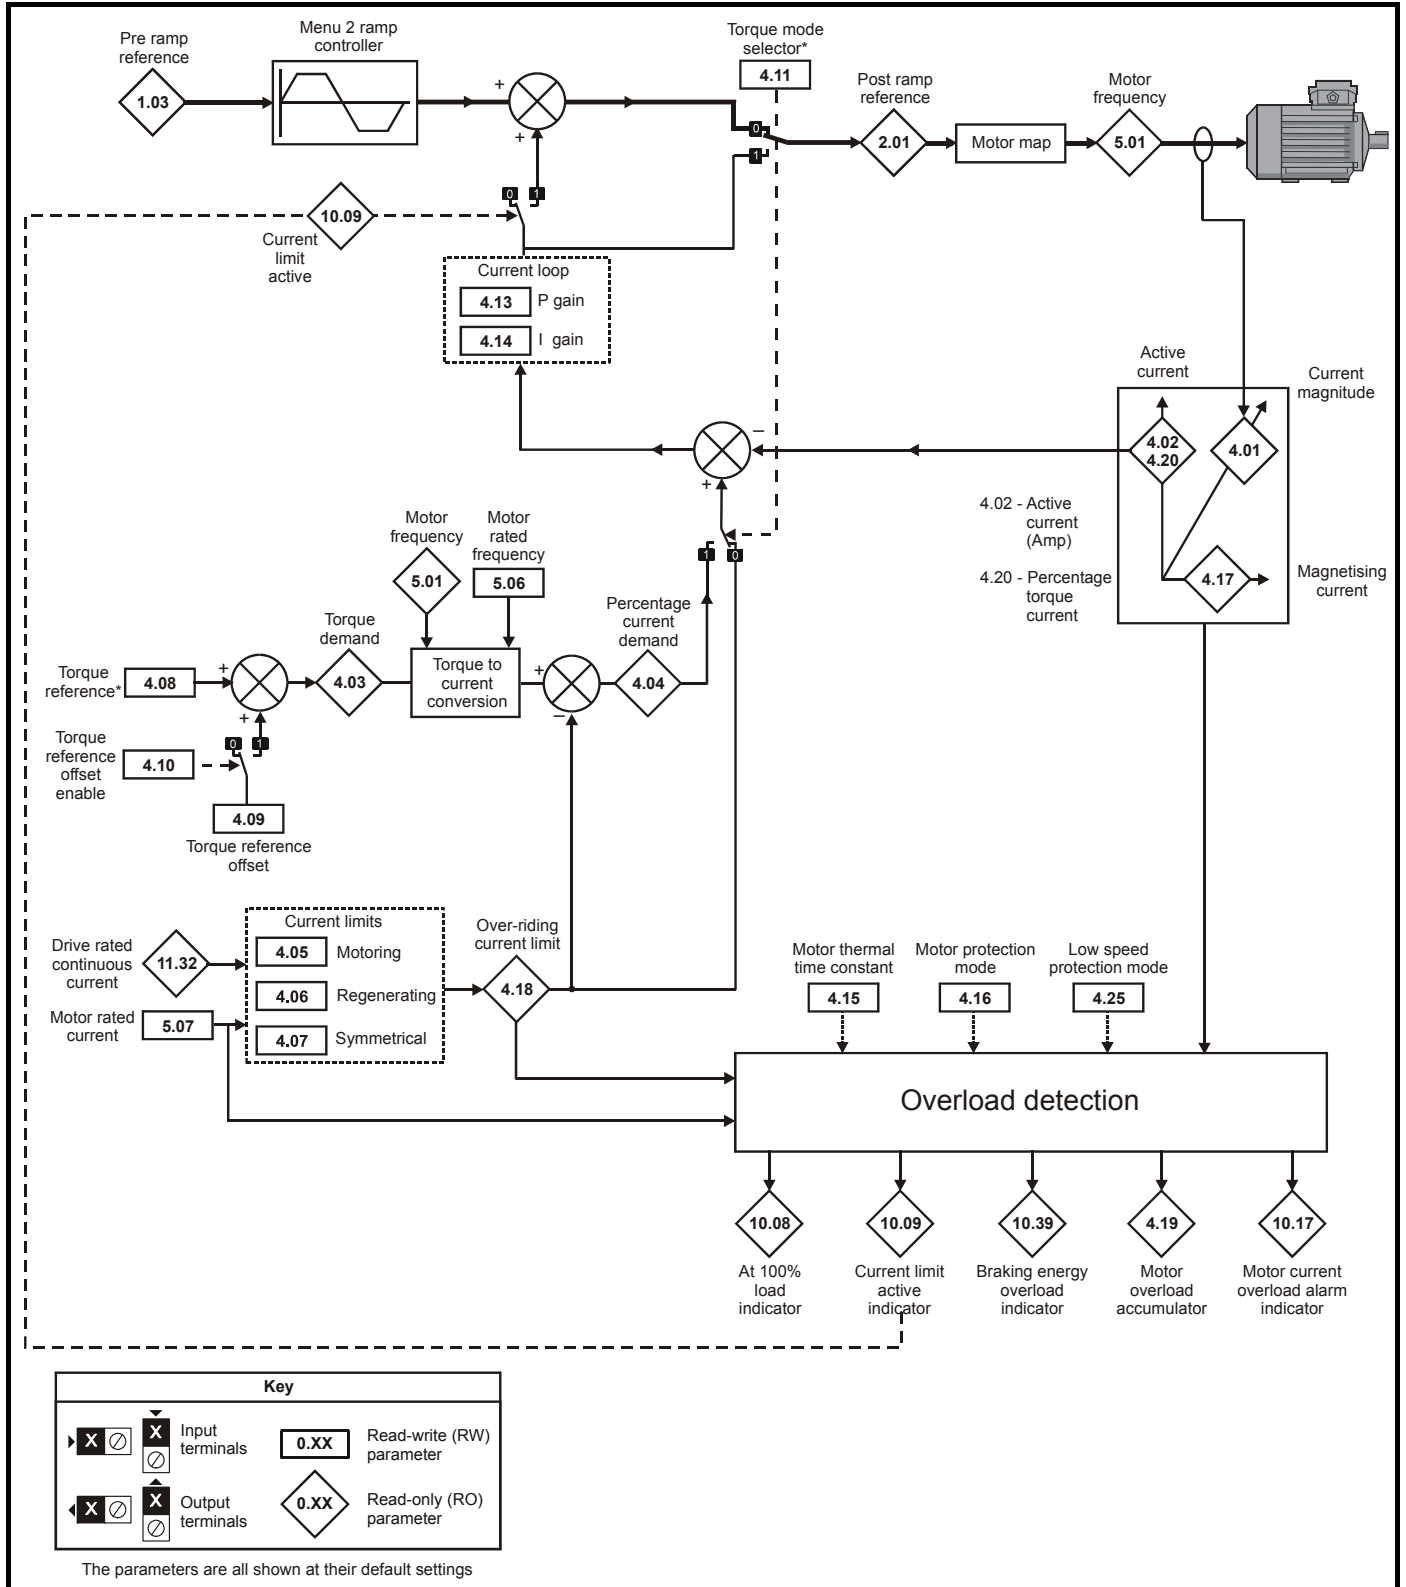 Pre ramp
reference
1.03
Menu 2 ramp
controller
+
+
Torque mode
selector*
4.11
0
1
Post ramp
reference
2.01
Motor map
Motor
frequency
5.01
0
1
10.09
Current
limit
active
Current loop
4.13 P gain
4.14 I gain
Active
current
Current
magnitude
4.02
4.20
4.01
4.17
Magnetising
current
4.02 - Active
current
(Amp)
4.20 - Percentage
torque
current
–
+
1
0
Motor
frequency
5.01
Motor
rated
frequency
5.06
Torque
reference*
4.08
+
+
Torque
demand
4.03
Torque to
current
conversion
+
–
Percentage
current
demand
4.04
Torque
reference
offset
enable
4.10
0
1
4.09
Torque reference
offset
Drive rated
continuous
current
11.32
Motor rated
current
5.07
Current limits
4.05 Motoring
4.06 Regenerating
4.07 Symmetrical
Over-riding
current limit
4.18
Motor thermal
time constant
4.15
Motor protection
mode
4.16
Low speed
protection mode
4.25
Overload detection
10.08
At 100%
load
indicator
10.09
Current limit
active
indicator
10.39
Braking energy
overload
indicator
4.19
Motor
overload
accumulator
10.17
Motor current
overload alarm
indicator
Key
X
X
Input
terminals
0.XX
Read-write (RW)
parameter
X
X
Output
terminals
0.XX
Read-only (RO)
parameter
The parameters are all shown at their default settings